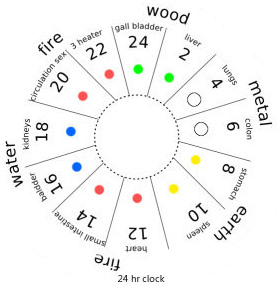 wood
gall bladder
24
liver
2
lungs
4
metal
colon
6
stomach
8
earth
spleen
10
heart
12
fire
small intestine
14
water
baldder
16
kidneys
18
fire
circulation sex
20
3 heater
22
24 hr clock